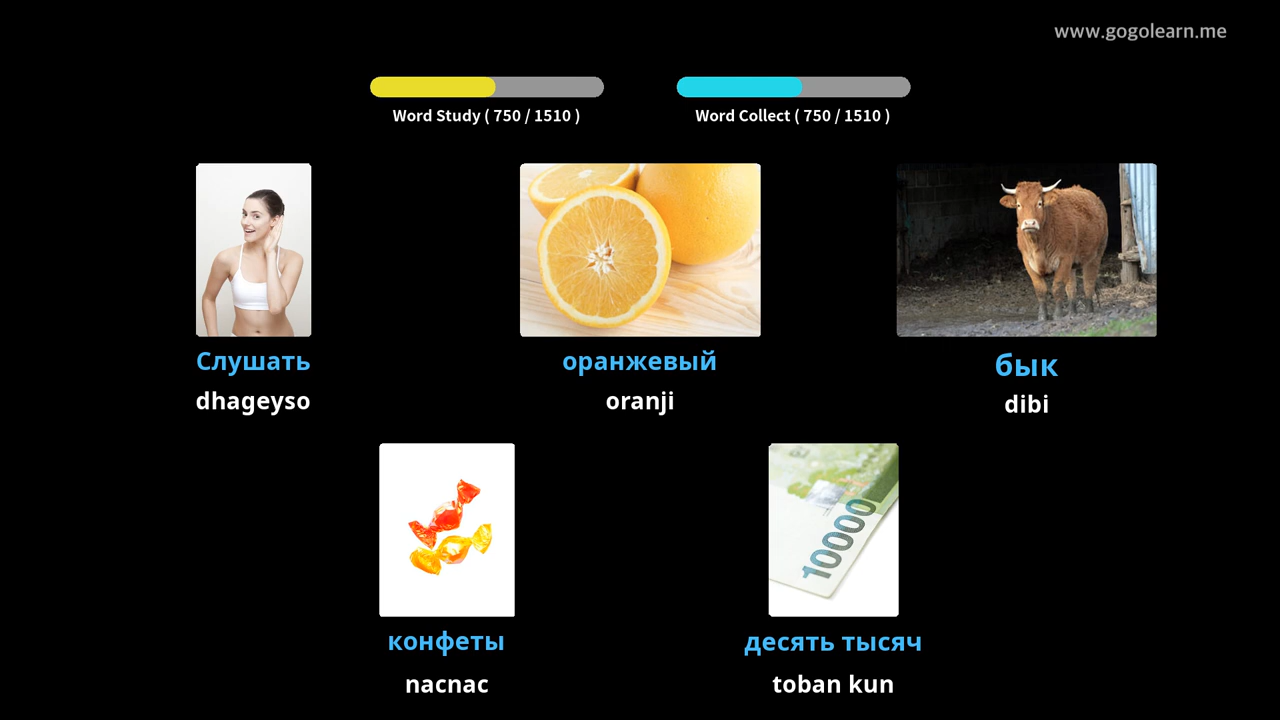 www.gogolearn.me
Word Study ( 750 / 1510 )
Word Collect ( 750 / 1510 )
Слушать
dhageyso
оранжевый
oranji
бык
dibi
10000
конфеты
nacnac
десять тысяч
toban kun